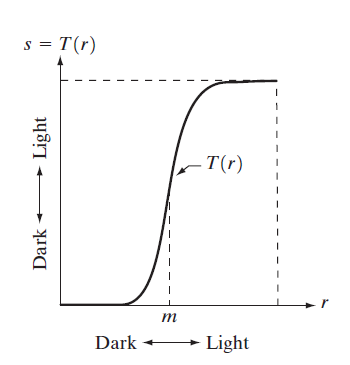 s = T(r)
Light
Dark
T(r)
r
m
Dark
Light